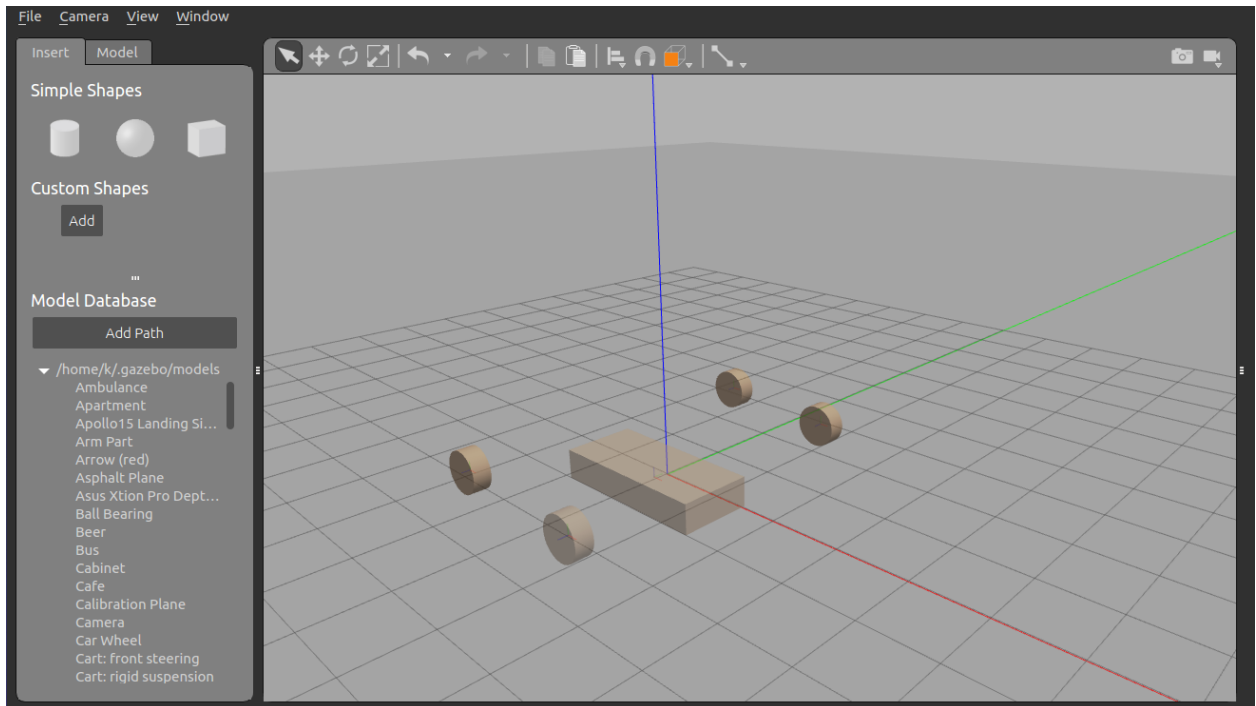 File Camera View Window
Insert Model
Simple Shapes
Custom Shapes
Add
Model Database
Add Path
/home/k/.gazebo/models
Ambulance
Apartment
Apollo15 Landing Si...
Arm Part
Arrow (red)
Asphalt Plane
Asus Xtion Pro Dept...
Ball Bearing
Beer
Bus
Cabinet
Cafe
Calibration Plane
Camera
Car Wheel
Cart: front steering
Cart: rigid suspension